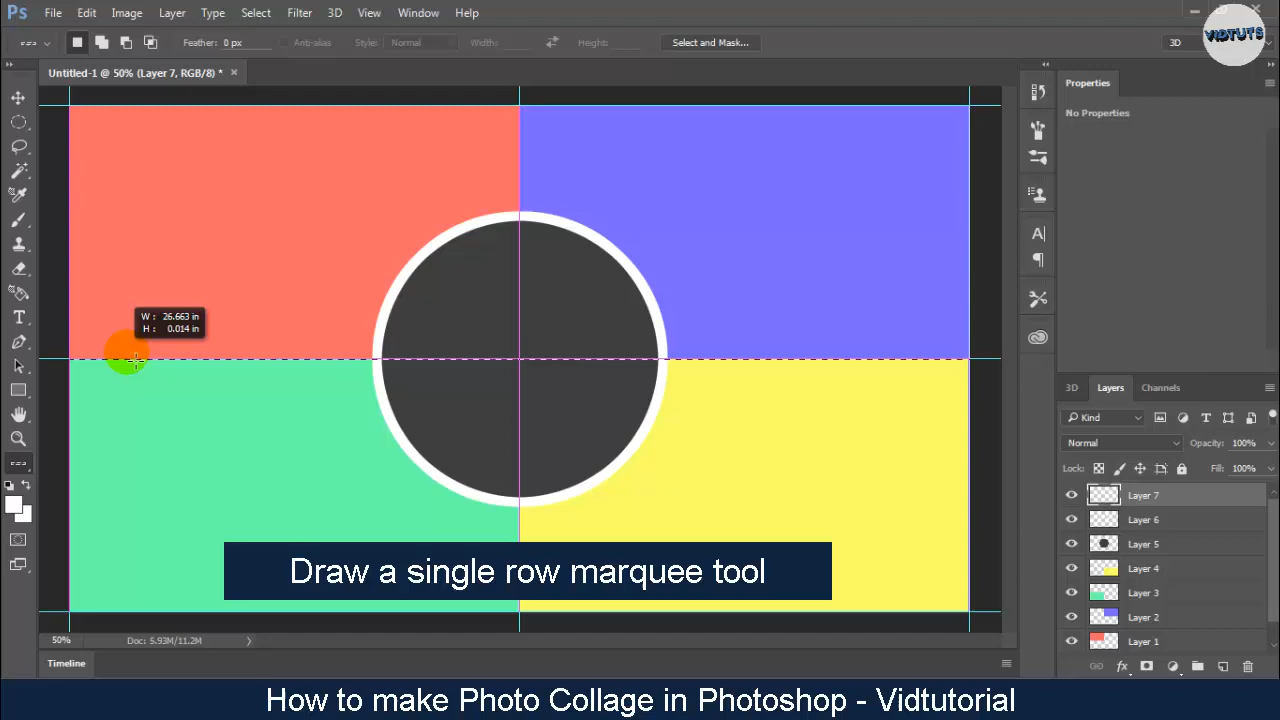 Ps File Edit Image Layer Type Select Filter 3D View Window Help
VIDTUTS
Feather: 0 px Anti-alias Style: Normal Width: Height: Select and Mask... 3D
Untitled-1 @ 50% (Layer 7, RGB/8) * ×
Properties
No Properties
W : 26.663 in
H : 0.014 in
3D Layers Channels
Kind
Normal Opacity: 100%
Lock: Fill: 100%
Layer 7
Layer 6
Layer 5
Layer 4
Layer 3
Layer 2
Layer 1
Draw a single row marquee tool
50% Doc: 5.93M/11.2M
Timeline
How to make Photo Collage in Photoshop - Vidtutorial